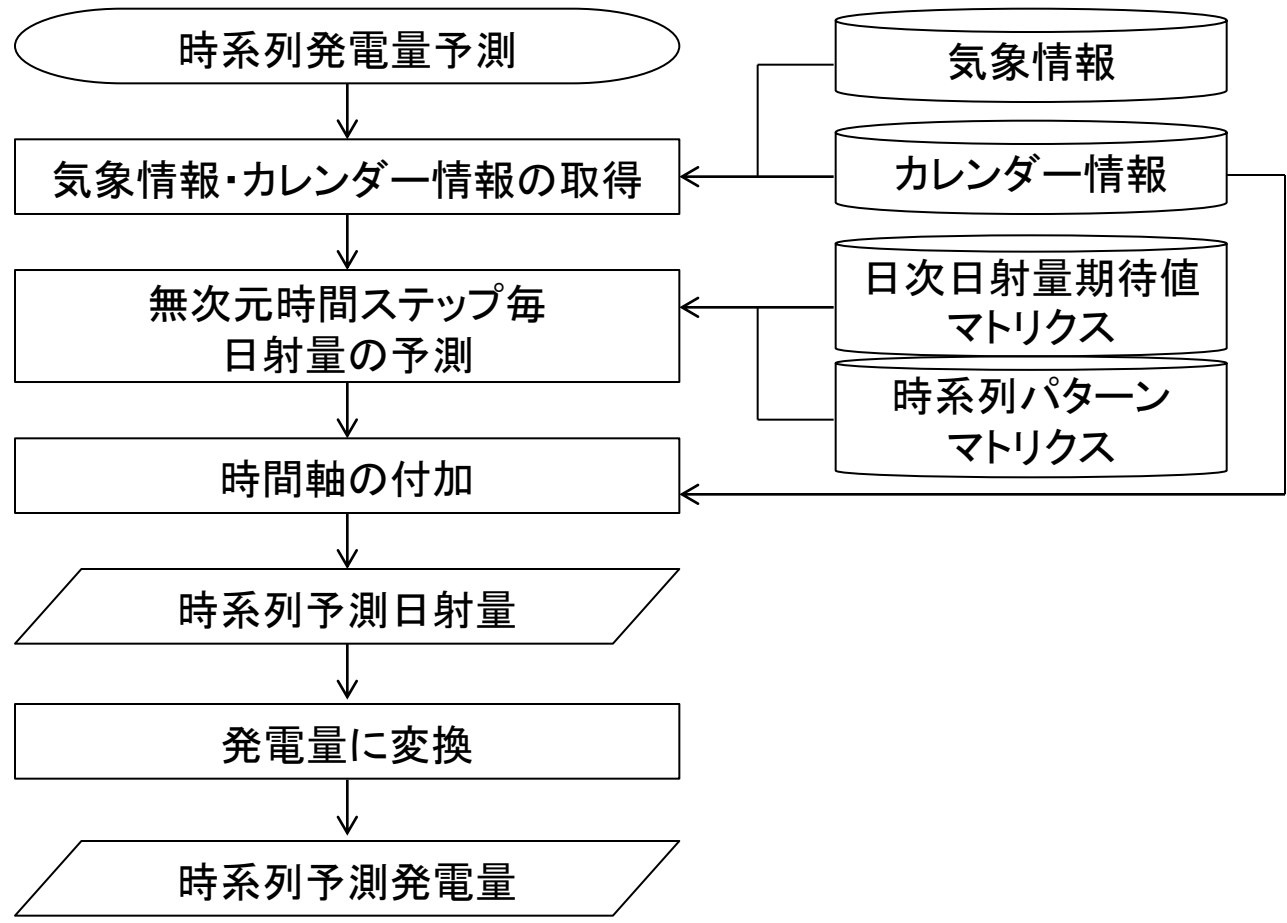 時系列発電量予測
気象情報・カレンダー情報の取得
無次元時間ステップ毎
日射量の予測
時間軸の付加
時系列予測日射量
発電量に変換
時系列予測発電量
気象情報
カレンダー情報
日次日射量期待値
マトリクス
時系列パターン
マトリクス